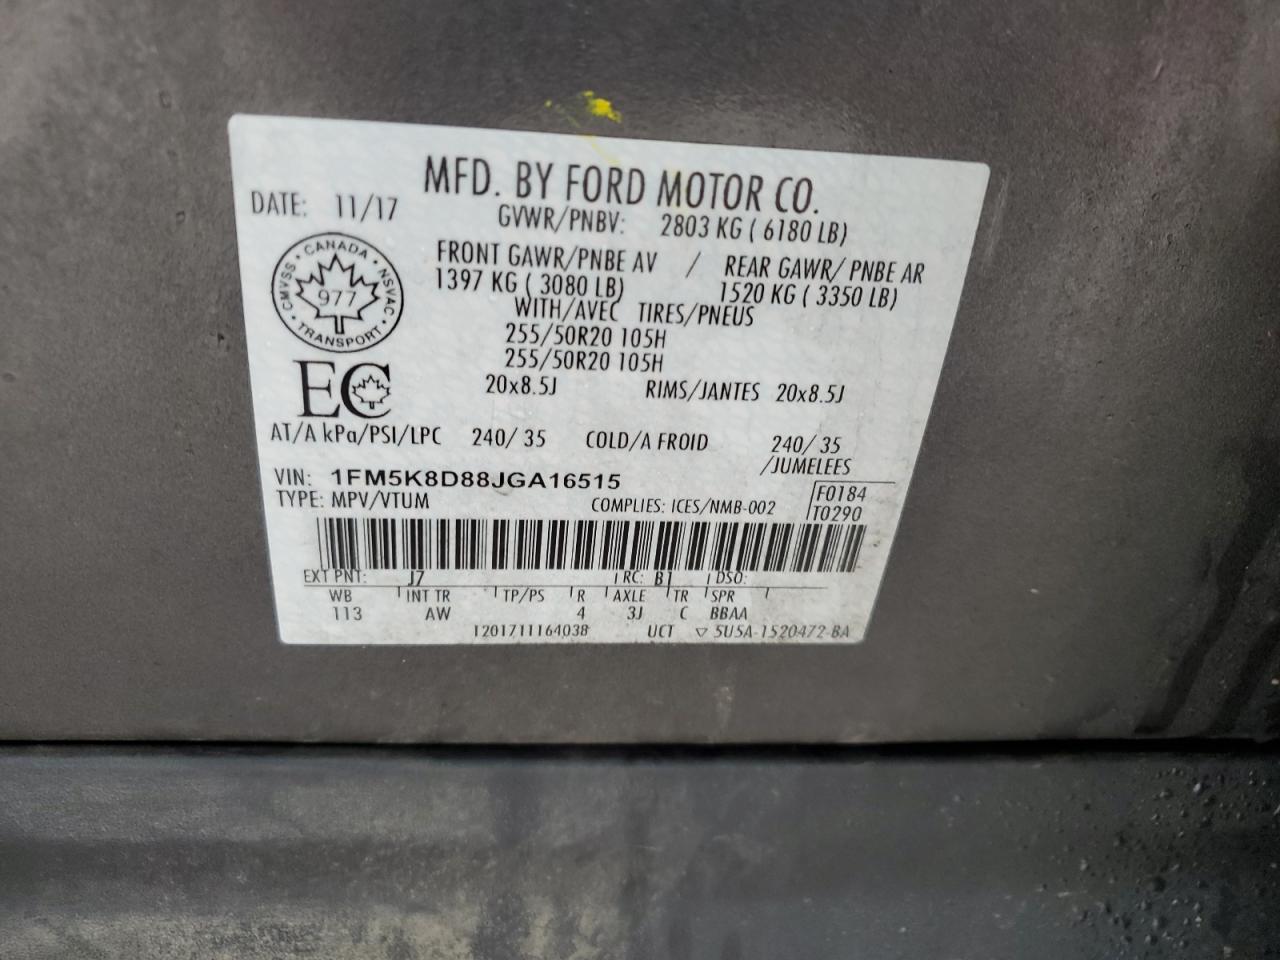 MFD. BY FORD MOTOR CO.
DATE: 11/17
GVWR/PNBV: 2803 KG ( 6180 LB)
FRONT GAWR/PNBE AV / REAR GAWR/ PNBE AR
1397 KG ( 3080 LB) 1520 KG ( 3350 LB)
WITH/AVEC TIRES/PNEUS
255/50R20 105H
255/50R20 105H
20x8.5J RIMS/JANTES 20x8.5J
CANADA • NSVAC • TRANSPORT • CMVSS •
977
EC
AT/A kPa/PSI/LPC 240/ 35 COLD/A FROID 240/ 35
/JUMELEES
VIN: 1FM5K8D88JGA16515
TYPE: MPV/VTUM COMPLIES: ICES/NMB-002
F0184
T0290
EXT PNT: J7 RC: B1 DSO:
WB INT TR TP/PS R AXLE TR SPR
113 AW 4 3J C BBAA
1201711164038 UCT ▽ 5U5A-1520472-BA